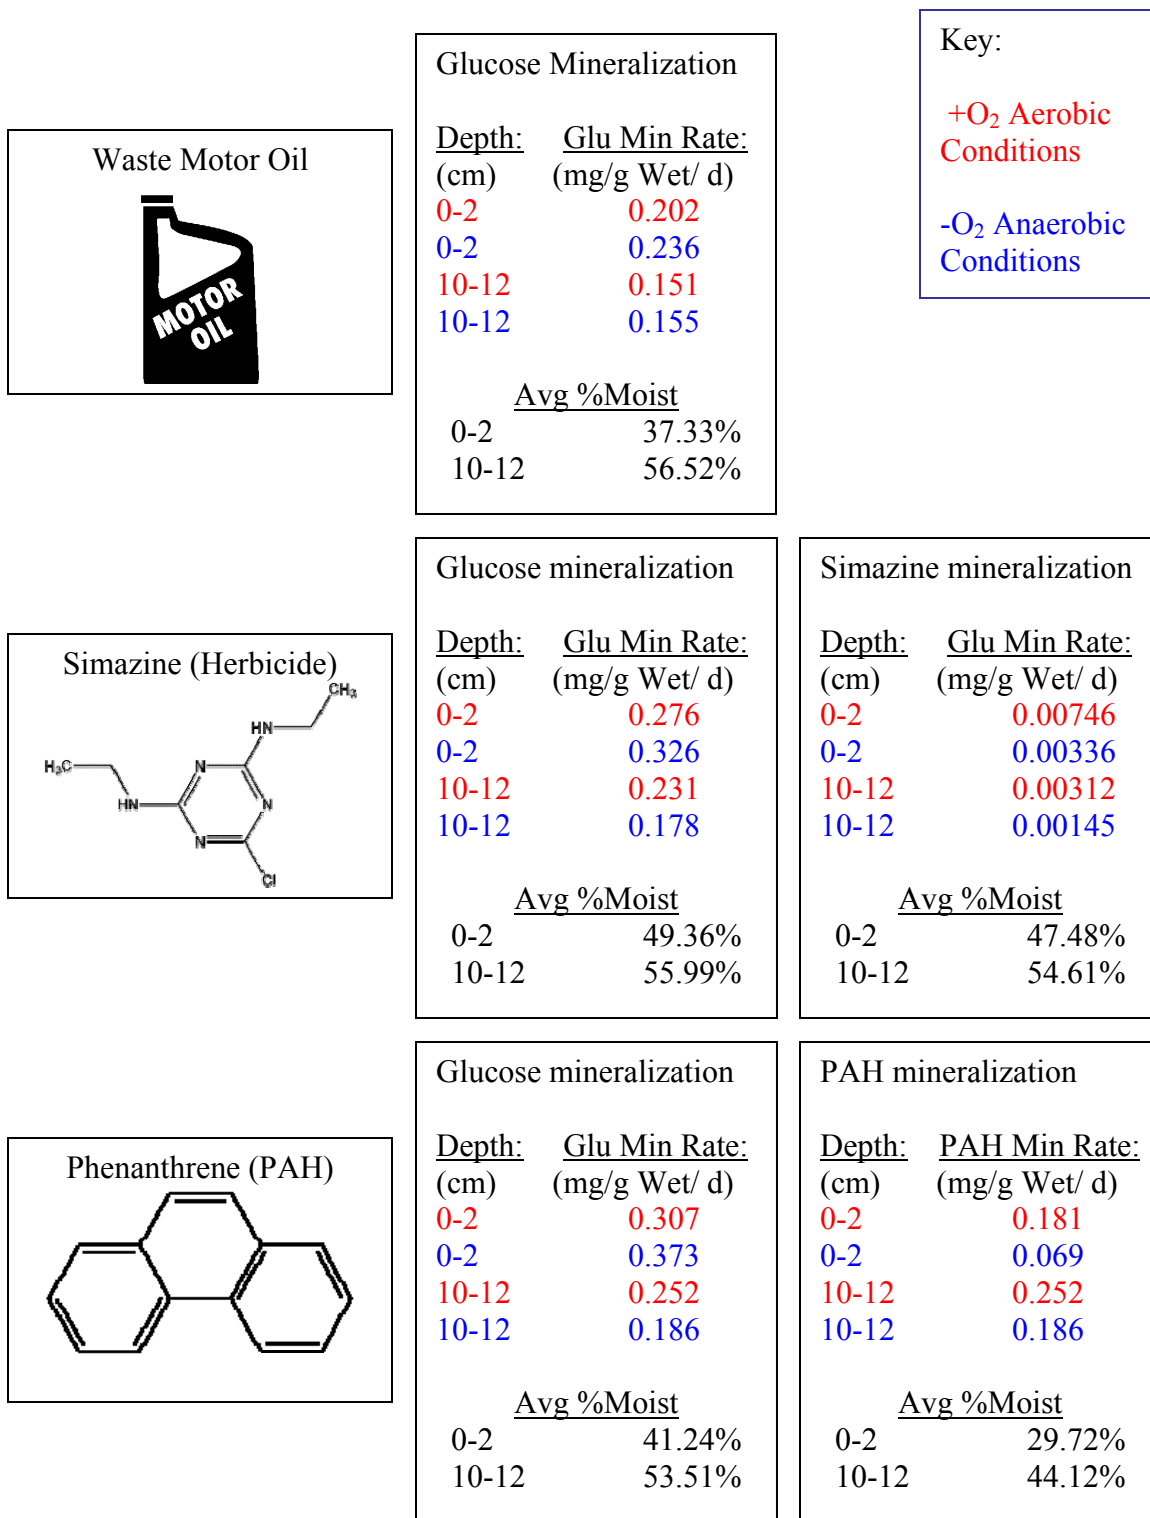 Key:
+O₂ Aerobic
Conditions
-O₂ Anaerobic
Conditions
Waste Motor Oil
MOTOR
OIL
Glucose Mineralization
Depth: Glu Min Rate:
(cm) (mg/g Wet/ d)
0-2 0.202
0-2 0.236
10-12 0.151
10-12 0.155
Avg %Moist
0-2 37.33%
10-12 56.52%
Simazine (Herbicide)
CH₃
HN
H₃C
N
HN
N
N
Cl
Glucose mineralization
Depth: Glu Min Rate:
(cm) (mg/g Wet/ d)
0-2 0.276
0-2 0.326
10-12 0.231
10-12 0.178
Avg %Moist
0-2 49.36%
10-12 55.99%
Simazine mineralization
Depth: Glu Min Rate:
(cm) (mg/g Wet/ d)
0-2 0.00746
0-2 0.00336
10-12 0.00312
10-12 0.00145
Avg %Moist
0-2 47.48%
10-12 54.61%
Phenanthrene (PAH)
Glucose mineralization
Depth: Glu Min Rate:
(cm) (mg/g Wet/ d)
0-2 0.307
0-2 0.373
10-12 0.252
10-12 0.186
Avg %Moist
0-2 41.24%
10-12 53.51%
PAH mineralization
Depth: PAH Min Rate:
(cm) (mg/g Wet/ d)
0-2 0.181
0-2 0.069
10-12 0.252
10-12 0.186
Avg %Moist
0-2 29.72%
10-12 44.12%